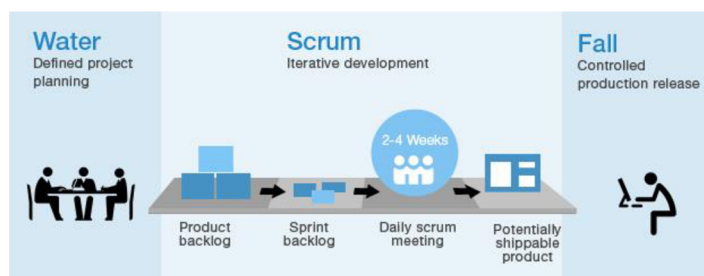 Water
Defined project
planning
Scrum
Iterative development
Fall
Controlled
production release
2-4 Weeks
Product
backlog
Sprint
backlog
Daily scrum
meeting
Potentially
shippable
product